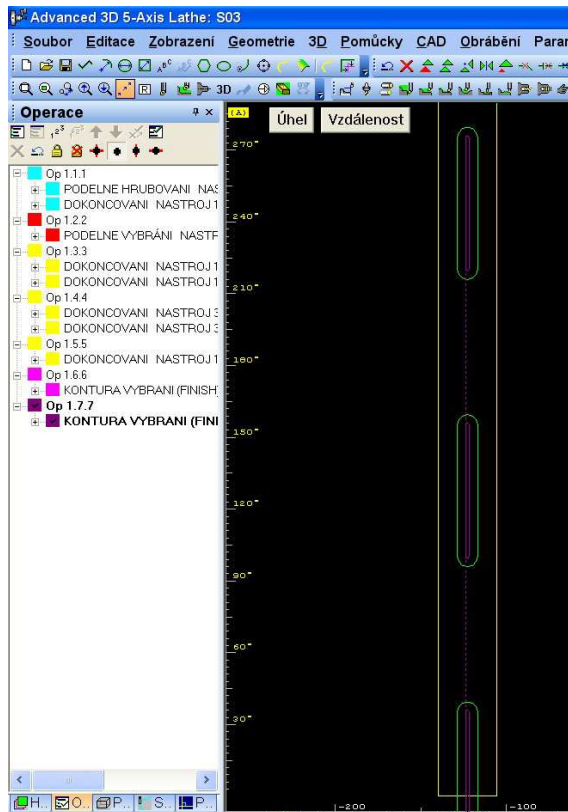 Advanced 3D 5-Axis Lathe: S03
Soubor Editace Zobrazení Geometrie 3D Pomůcky CAD Obrábění Param
3D
Operace
(A) Úhel Vzdálenost
Op 1.1.1
PODELNE HRUBOVANI NAS
DOKONCOVANI NASTROJ 1
Op 1.2.2
PODELNE VYBRÁNI NASTR
Op 1.3.3
DOKONCOVANI NASTROJ 1
DOKONCOVANI NASTROJ 1
Op 1.4.4
DOKONCOVANI NASTROJ 3
DOKONCOVANI NASTROJ 3
Op 1.5.5
DOKONCOVANI NASTROJ 1
Op 1.6.6
KONTURA VYBRANI (FINISH)
Op 1.7.7
KONTURA VYBRANI (FINI
270°
240°
210°
180°
150°
120°
90°
60°
30°
-200 -100
H.. O... P... S... P...